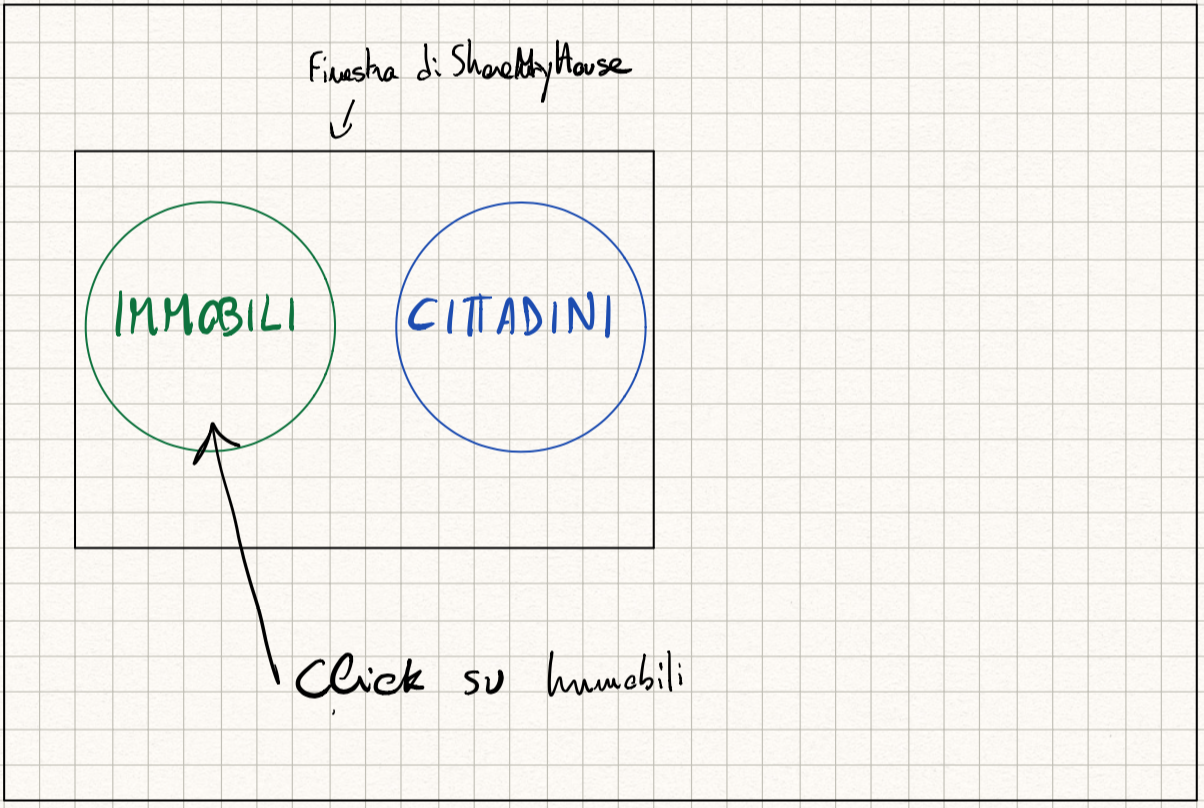 Finestra di ShareMyHouse
IMMOBILI
CITTADINI
Click su Immobili